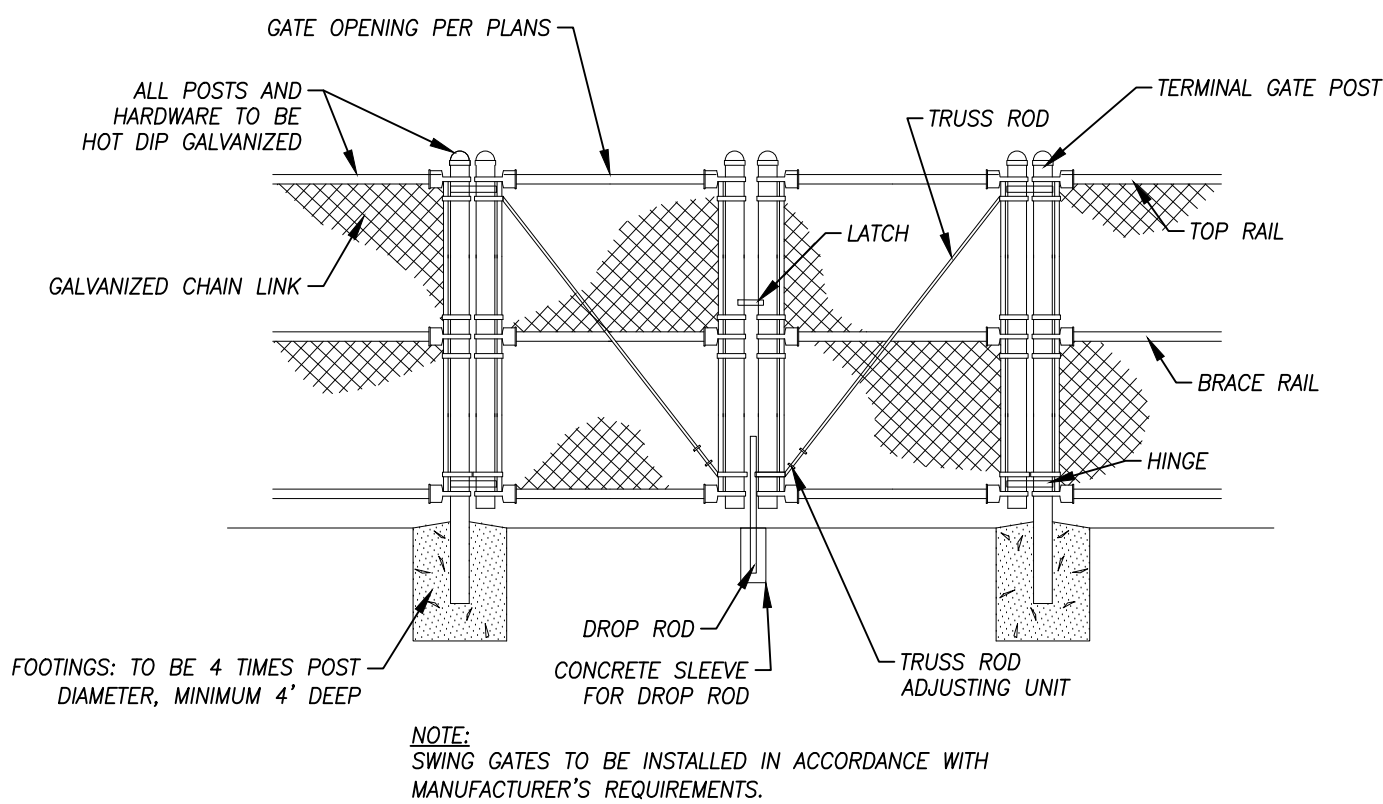 GATE OPENING PER PLANS
ALL POSTS AND
HARDWARE TO BE
HOT DIP GALVANIZED
TERMINAL GATE POST
TRUSS ROD
LATCH
TOP RAIL
GALVANIZED CHAIN LINK
BRACE RAIL
HINGE
DROP ROD
CONCRETE SLEEVE
FOR DROP ROD
TRUSS ROD
ADJUSTING UNIT
FOOTINGS: TO BE 4 TIMES POST
DIAMETER, MINIMUM 4' DEEP
NOTE:
SWING GATES TO BE INSTALLED IN ACCORDANCE WITH
MANUFACTURER'S REQUIREMENTS.